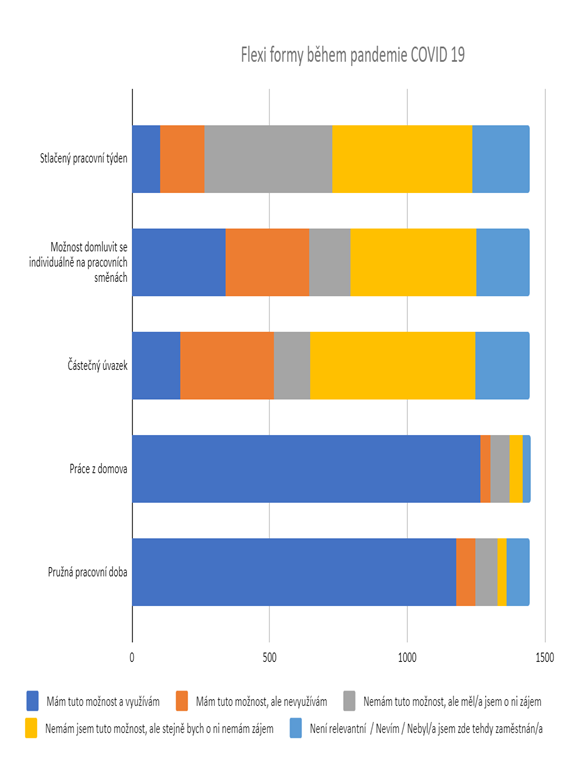 Flexi formy během pandemie COVID 19
Stlačený pracovní týden
Možnost domluvit se
individuálně na pracovních
směnách
Částečný úvazek
Práce z domova
Pružná pracovní doba
0 500 1000 1500
Mám tuto možnost a využívám
Mám tuto možnost, ale nevyužívám
Nemám tuto možnost, ale měl/a jsem o ni zájem
Nemám jsem tuto možnost, ale stejně bych o ni nemám zájem
Není relevantní / Nevím / Nebyl/a jsem zde tehdy zaměstnán/a